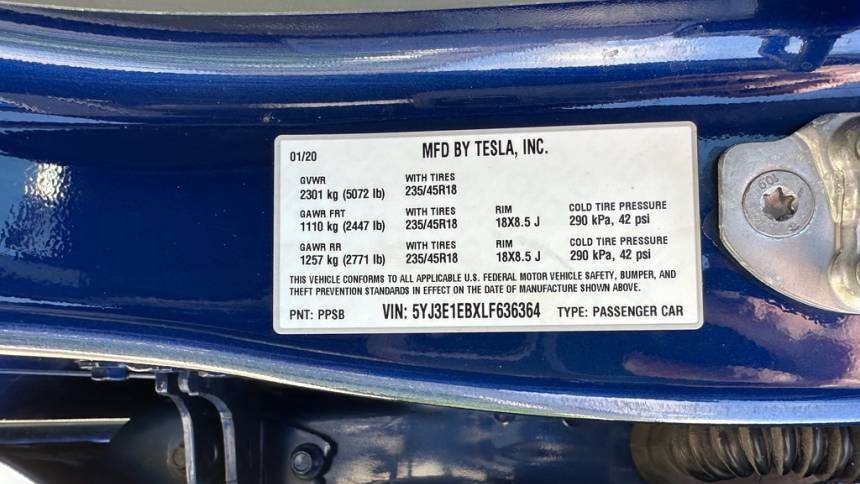 01/20 MFD BY TESLA, INC.
GVWR WITH TIRES
2301 kg (5072 lb) 235/45R18
GAWR FRT WITH TIRES RIM COLD TIRE PRESSURE
1110 kg (2447 lb) 235/45R18 18X8.5 J 290 kPa, 42 psi
GAWR RR WITH TIRES RIM COLD TIRE PRESSURE
1257 kg (2771 lb) 235/45R18 18X8.5 J 290 kPa, 42 psi
THIS VEHICLE CONFORMS TO ALL APPLICABLE U.S. FEDERAL MOTOR VEHICLE SAFETY, BUMPER, AND
THEFT PREVENTION STANDARDS IN EFFECT ON THE DATE OF MANUFACTURE SHOWN ABOVE.
PNT: PPSB VIN: 5YJ3E1EBXLF636364 TYPE: PASSENGER CAR